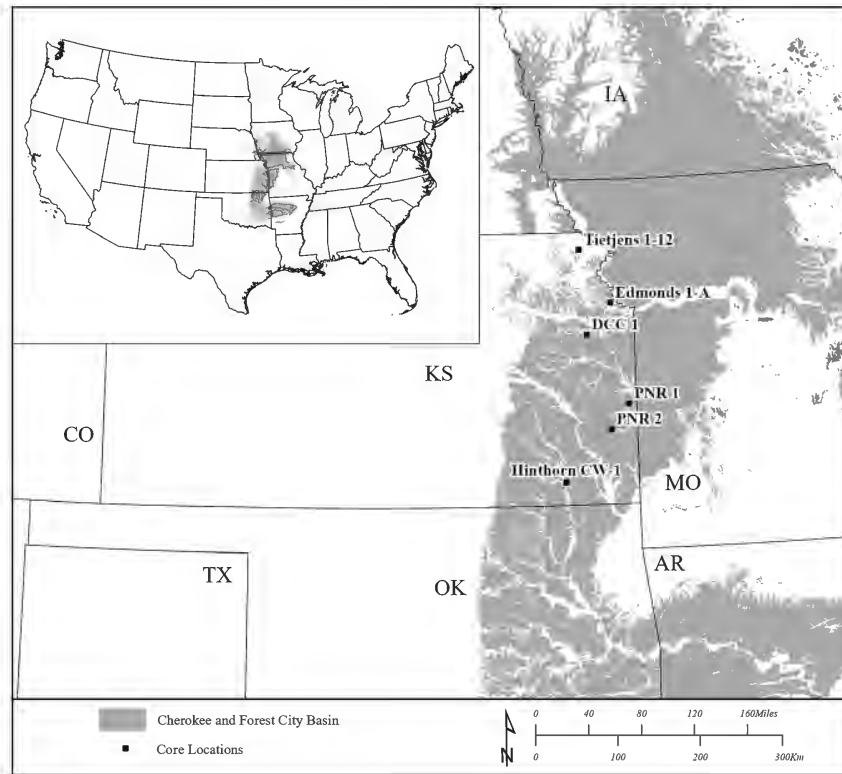 IA
Tietjens 1-12
Edmonds 1-A
DCC 1
KS
PNR 1
CO
PNR 2
Hinthorn CW-1
MO
TX
OK
AR
Cherokee and Forest City Basin
Core Locations
N
0 40 80 120 160Miles
0 100 200 300Km